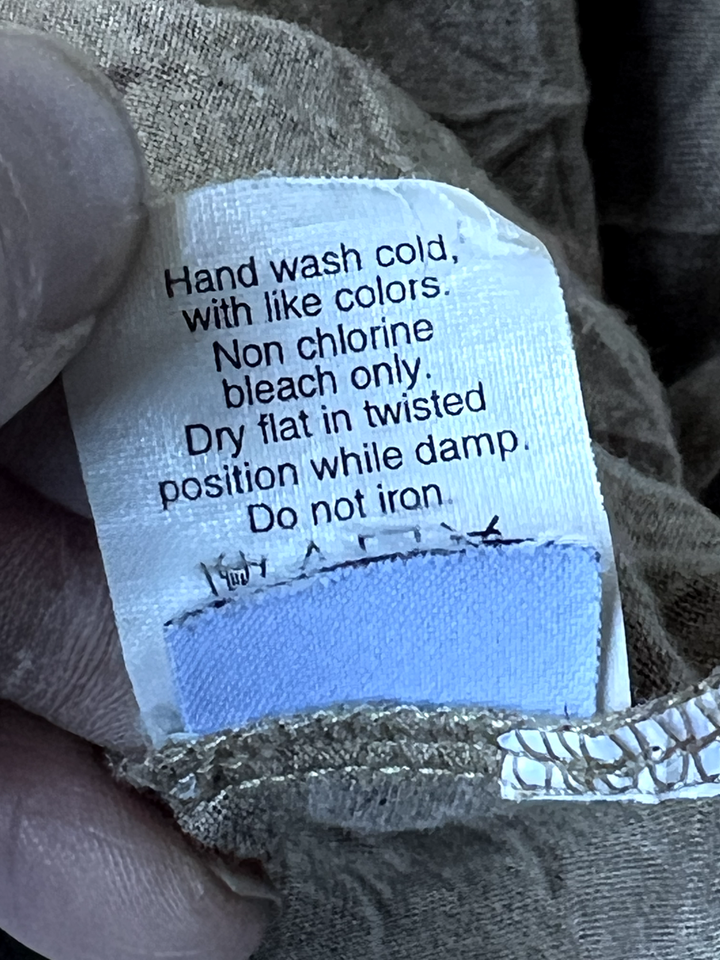 Hand wash cold,
with like colors.
Non chlorine
bleach only.
Dry flat in twisted
position while damp.
Do not iron.